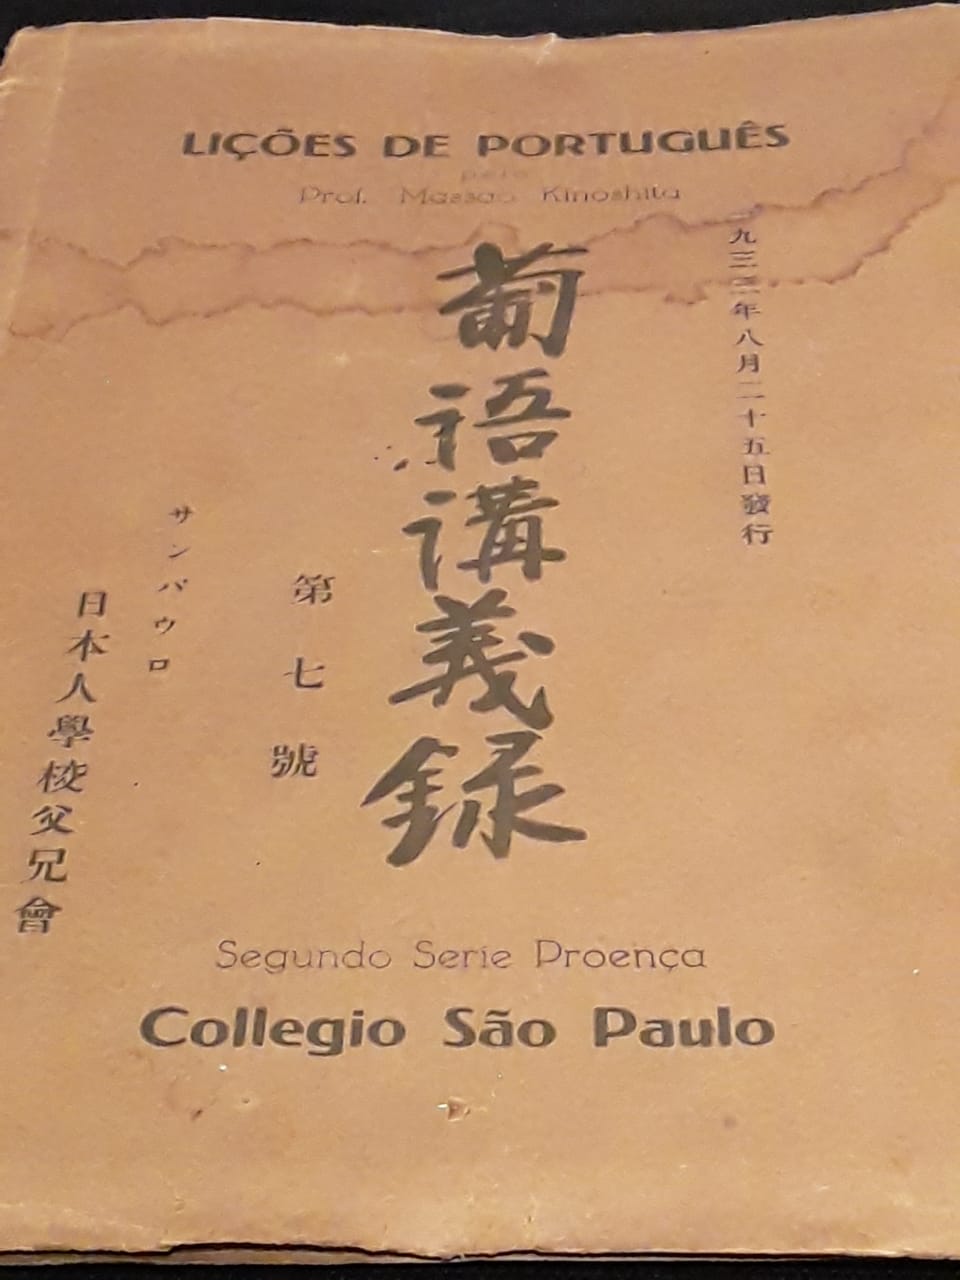 LIÇÕES DE PORTUGUÊS
pelo
Prof. Massao Kinoshita
一九三三年八月二十五日發行
葡語講義録
第七號
サンパウロ
日本人學校父兄會
Segundo Serie Proença
Collegio São Paulo